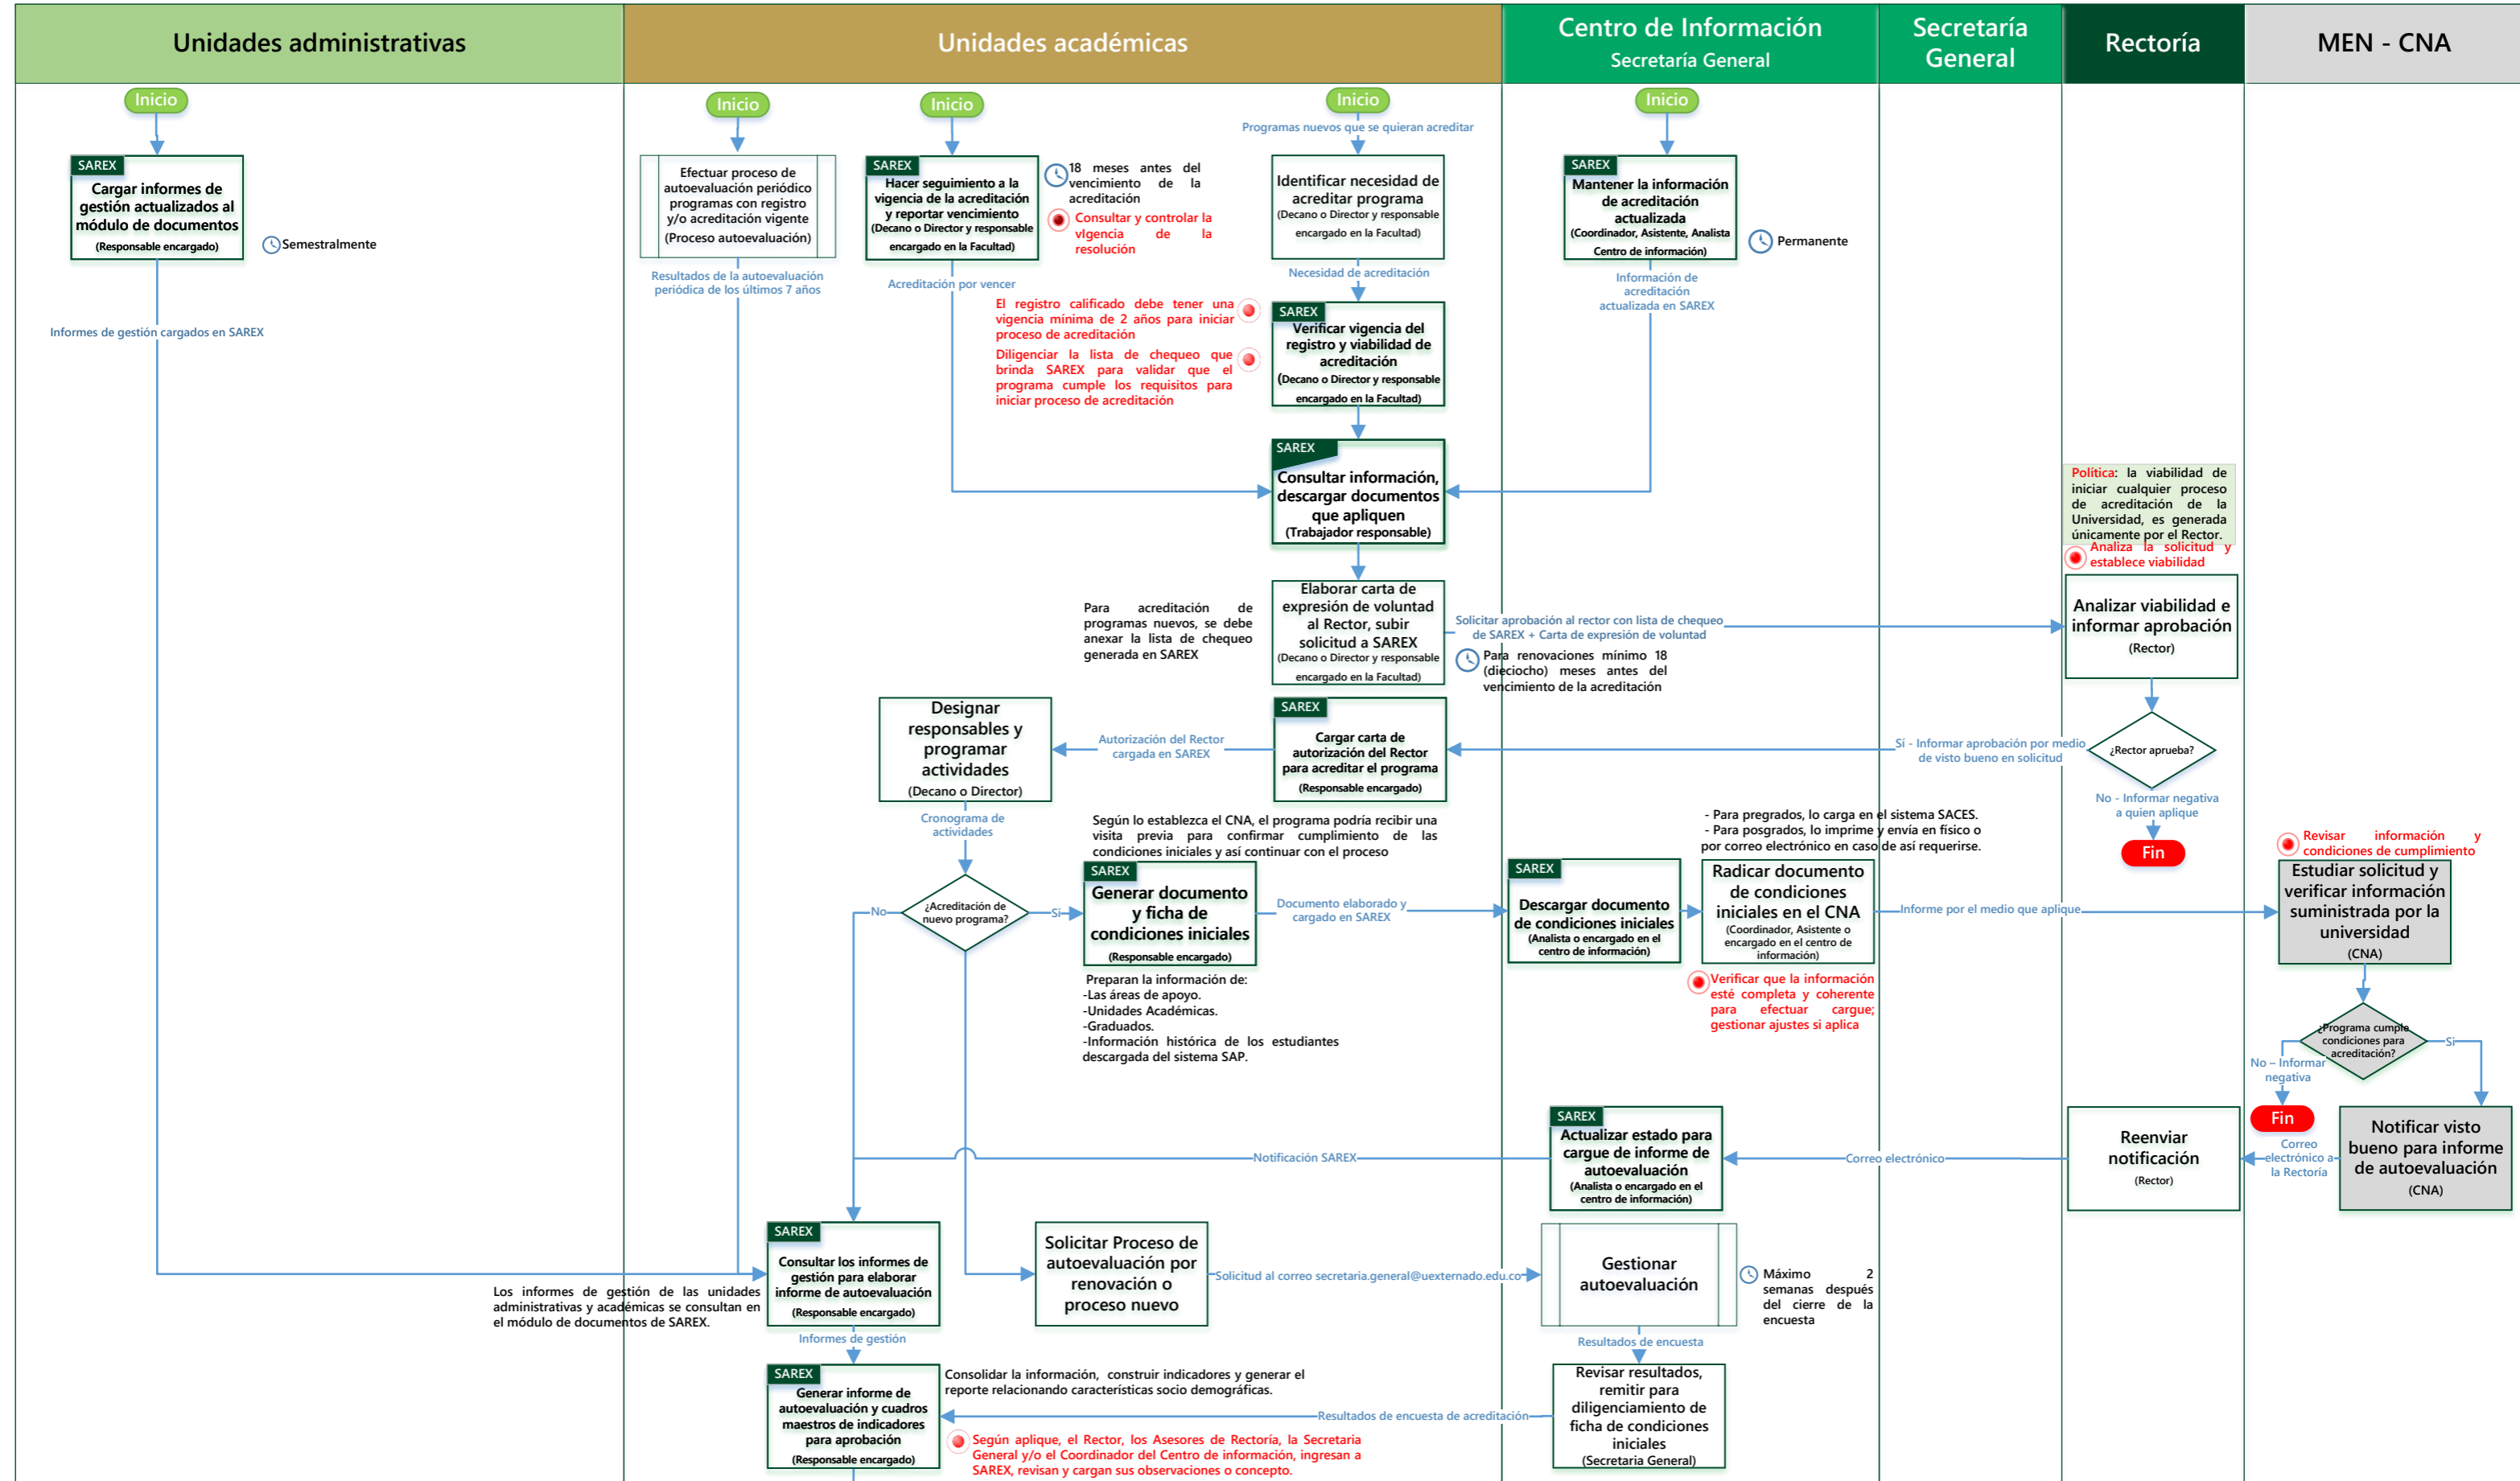 Unidades administrativas
Unidades académicas
Centro de Información
Secretaría General
Secretaría
General
Rectoría
MEN - CNA
Inicio
Inicio
Inicio
Inicio
Inicio
Programas nuevos que se quieran acreditar
SAREX
Cargar informes de
gestión actualizados al
módulo de documentos
(Responsable encargado)
Semestralmente
Efectuar proceso de
autoevaluación periódico
programas con registro
y/o acreditación vigente
(Proceso autoevaluación)
SAREX
Hacer seguimiento a la
vigencia de la acreditación
y reportar vencimiento
(Decano o Director y responsable
encargado en la Facultad)
18 meses antes del
vencimiento de la
acreditación
Consultar y controlar la
vIgencia de la
resolución
Identificar necesidad de
acreditar programa
(Decano o Director y responsable
encargado en la Facultad)
SAREX
Mantener la información
de acreditación
actualizada
(Coordinador, Asistente, Analista
Centro de información)
Permanente
Resultados de la autoevaluación
periódica de los últimos 7 años
Acreditación por vencer
Necesidad de acreditación
Información de
acreditación
actualizada en SAREX
Informes de gestión cargados en SAREX
El registro calificado debe tener una
vigencia mínima de 2 años para iniciar
proceso de acreditación
Diligenciar la lista de chequeo que
brinda SAREX para validar que el
programa cumple los requisitos para
iniciar proceso de acreditación
SAREX
Verificar vigencia del
registro y viabilidad de
acreditación
(Decano o Director y responsable
encargado en la Facultad)
SAREX
Consultar información,
descargar documentos
que apliquen
(Trabajador responsable)
Política: la viabilidad de
iniciar cualquier proceso
de acreditación de la
Universidad, es generada
únicamente por el Rector.
Analiza la solicitud y
establece viabilidad
Para acreditación de
programas nuevos, se debe
anexar la lista de chequeo
generada en SAREX
Elaborar carta de
expresión de voluntad
al Rector, subir
solicitud a SAREX
(Decano o Director y responsable
encargado en la Facultad)
Solicitar aprobación al rector con lista de chequeo
de SAREX + Carta de expresión de voluntad
Para renovaciones mínimo 18
(dieciocho) meses antes del
vencimiento de la acreditación
Analizar viabilidad e
informar aprobación
(Rector)
Designar
responsables y
programar
actividades
(Decano o Director)
Autorización del Rector
cargada en SAREX
SAREX
Cargar carta de
autorización del Rector
para acreditar el programa
(Responsable encargado)
Sí - Informar aprobación por medio
de visto bueno en solicitud
¿Rector aprueba?
No - Informar negativa
a quien aplique
Fin
Cronograma de
actividades
Según lo establezca el CNA, el programa podría recibir una
visita previa para confirmar cumplimiento de las
condiciones iniciales y así continuar con el proceso
- Para pregrados, lo carga en el sistema SACES.
- Para posgrados, lo imprime y envía en físico o
por correo electrónico en caso de así requerirse.
Revisar información y
condiciones de cumplimiento
No
¿Acreditación de
nuevo programa?
Si
SAREX
Generar documento
y ficha de
condiciones iniciales
(Responsable encargado)
Documento elaborado y
cargado en SAREX
SAREX
Descargar documento
de condiciones iniciales
(Analista o encargado en el
centro de información)
Radicar documento
de condiciones
iniciales en el CNA
(Coordinador, Asistente o
encargado en el centro de
información)
Informe por el medio que aplique
Estudiar solicitud y
verificar información
suministrada por la
universidad
(CNA)
Preparan la información de:
-Las áreas de apoyo.
-Unidades Académicas.
-Graduados.
-Información histórica de los estudiantes
descargada del sistema SAP.
Verificar que la información
esté completa y coherente
para efectuar cargue;
gestionar ajustes si aplica
¿Programa cumple
condiciones para
acreditación?
Si
No – Informar
negativa
Fin
SAREX
Actualizar estado para
cargue de informe de
autoevaluación
(Analista o encargado en el
centro de información)
Notificación SAREX
Correo electrónico
Reenviar
notificación
(Rector)
Correo
electrónico a
la Rectoría
Notificar visto
bueno para informe
de autoevaluación
(CNA)
SAREX
Consultar los informes de
gestión para elaborar
informe de autoevaluación
(Responsable encargado)
Solicitar Proceso de
autoevaluación por
renovación o
proceso nuevo
Solicitud al correo secretaria.general@uexternado.edu.co
Gestionar
autoevaluación
Máximo 2
semanas después
del cierre de la
encuesta
Los informes de gestión de las unidades
administrativas y académicas se consultan en
el módulo de documentos de SAREX.
Informes de gestión
Resultados de encuesta
SAREX
Generar informe de
autoevaluación y cuadros
maestros de indicadores
para aprobación
(Responsable encargado)
Consolidar la información, construir indicadores y generar el
reporte relacionando características socio demográficas.
Resultados de encuesta de acreditación
Según aplique, el Rector, los Asesores de Rectoría, la Secretaria
General y/o el Coordinador del Centro de información, ingresan a
SAREX, revisan y cargan sus observaciones o concepto.
Revisar resultados,
remitir para
diligenciamiento de
ficha de condiciones
iniciales
(Secretaria General)